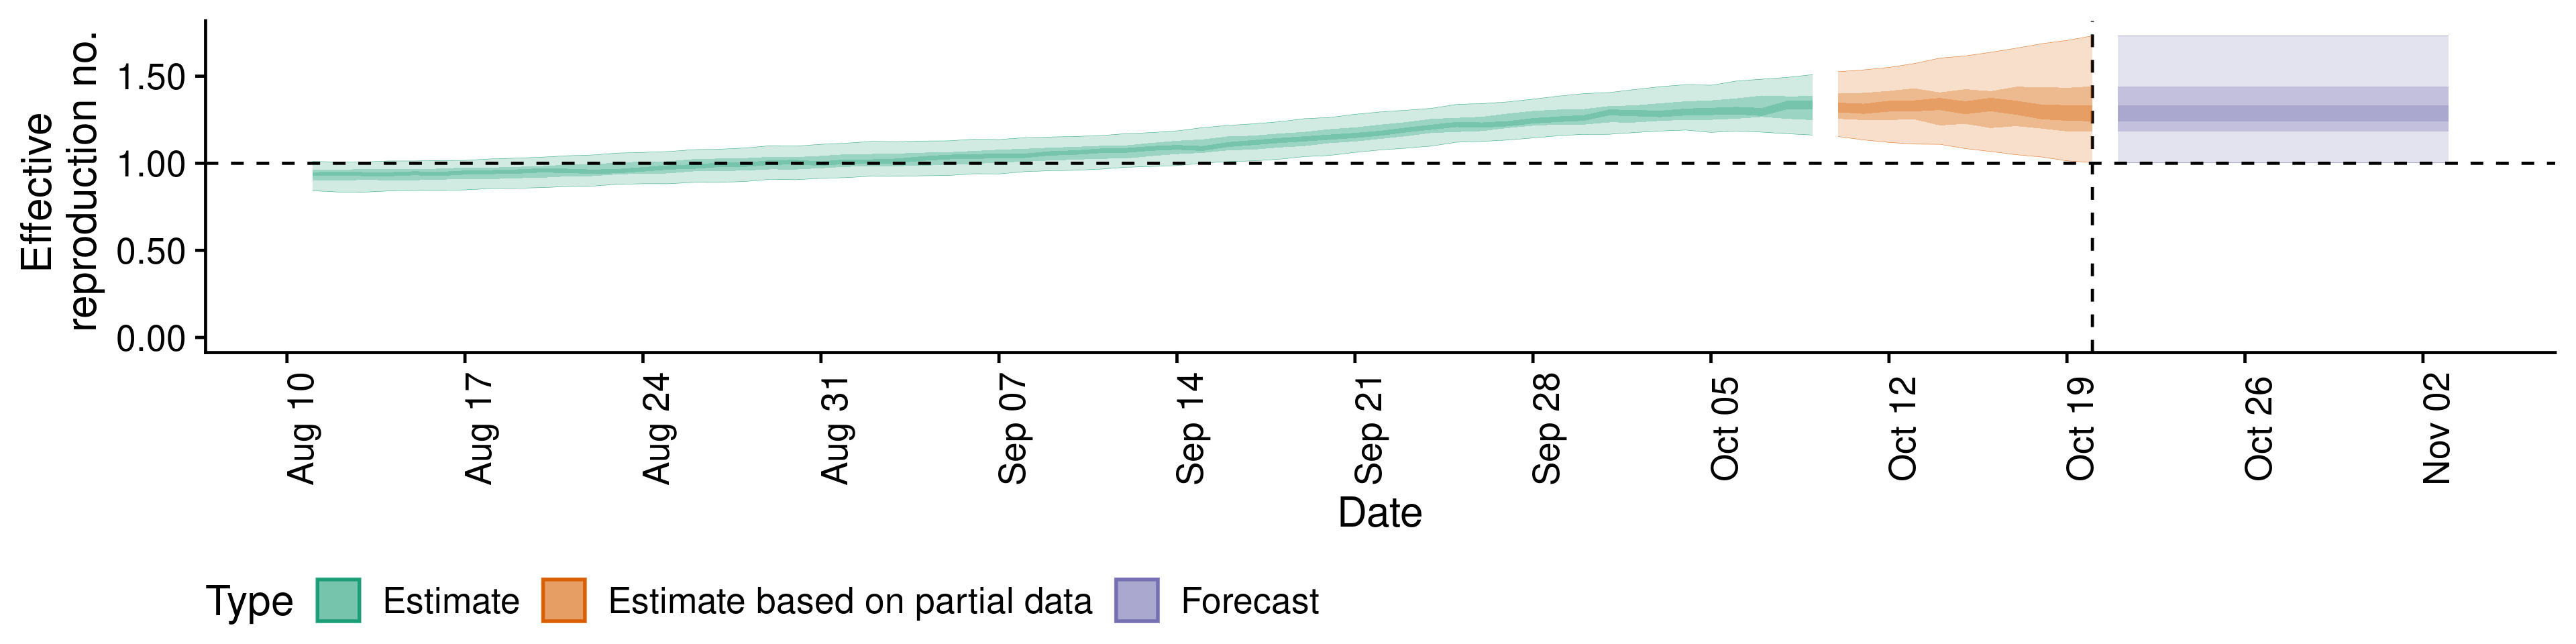 Effective
reproduction no.
1.50
1.00
0.50
0.00
Aug 10
Aug 17
Aug 24
Aug 31
Sep 07
Sep 14
Sep 21
Sep 28
Oct 05
Oct 12
Oct 19
Oct 26
Nov 02
Date
Type Estimate Estimate based on partial data Forecast